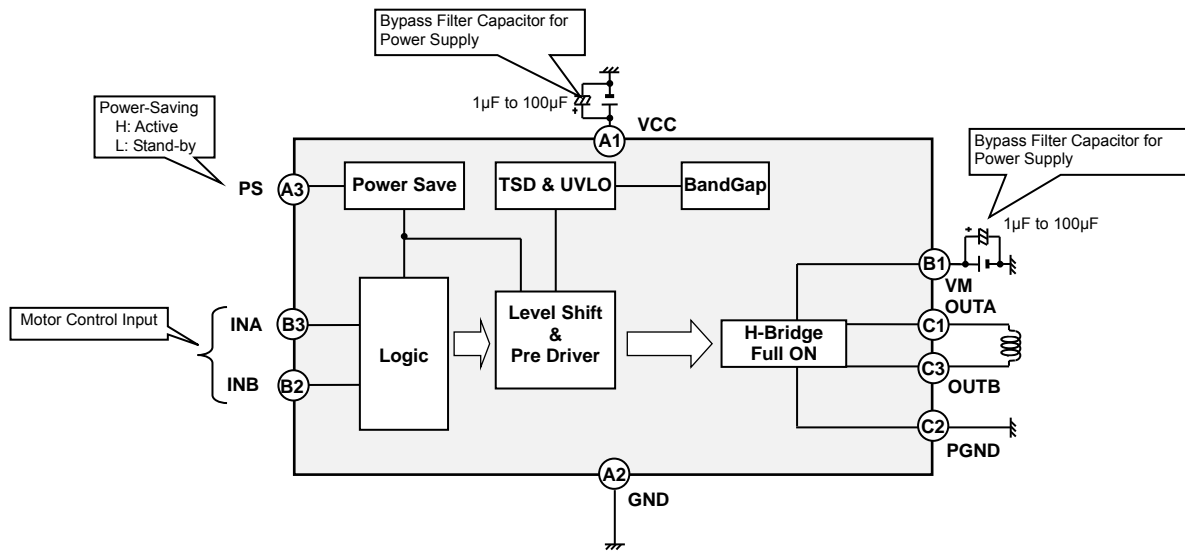 Bypass Filter Capacitor for
Power Supply
1µF to 100µF
VCC
A1
Power-Saving
H: Active
L: Stand-by
PS
A3
Power Save
TSD & UVLO
BandGap
Bypass Filter Capacitor for
Power Supply
+
1µF to 100µF
+
B1
VM
Motor Control Input
INA
B3
INB
B2
Logic
Level Shift
&
Pre Driver
H-Bridge
Full ON
OUTA
C1
C3
OUTB
C2
PGND
A2
GND